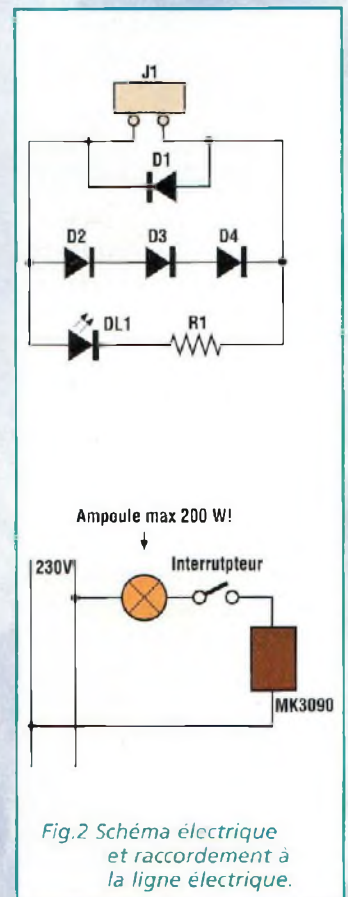 J1
D1
D2 D3 D4
DL1 R1
Ampoule max 200 W!
230V Interrutpteur
MK3090
Fig.2 Schéma électrique
et raccordement à
la ligne électrique.